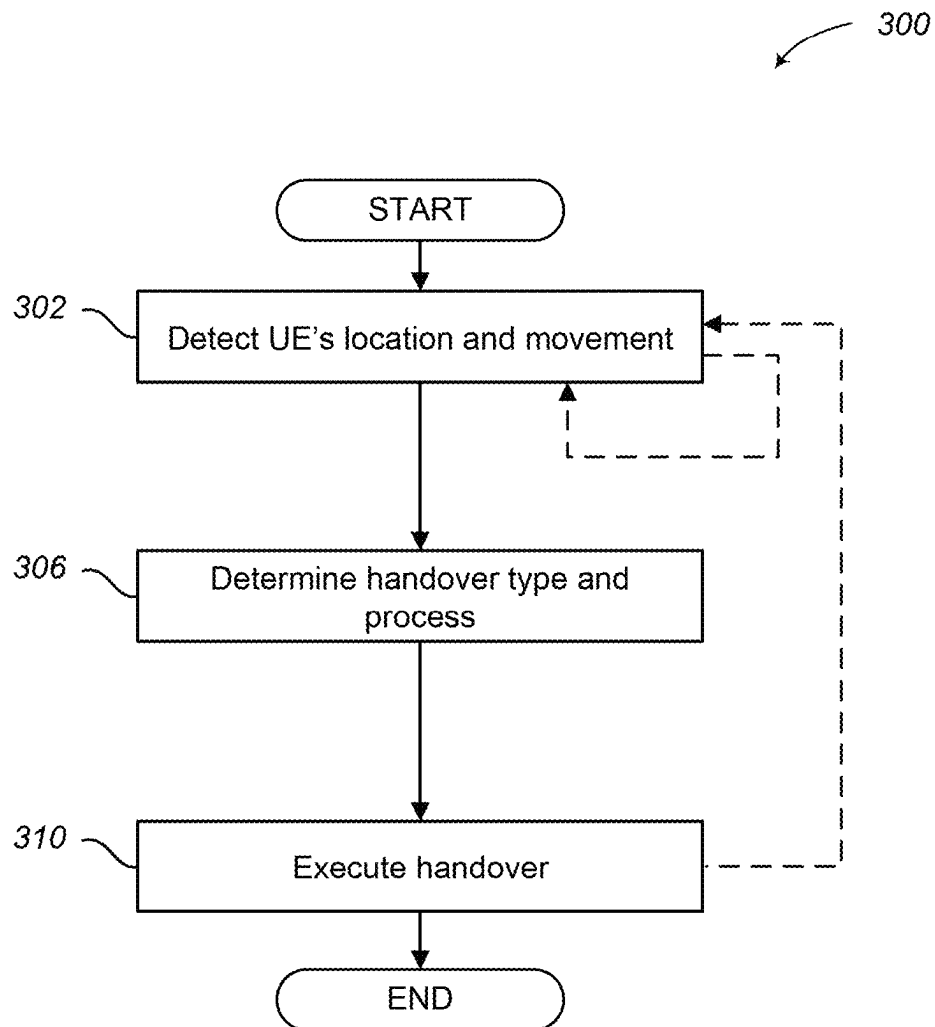 300
START
302
Detect UE's location and movement
306
Determine handover type and
process
310
Execute handover
END